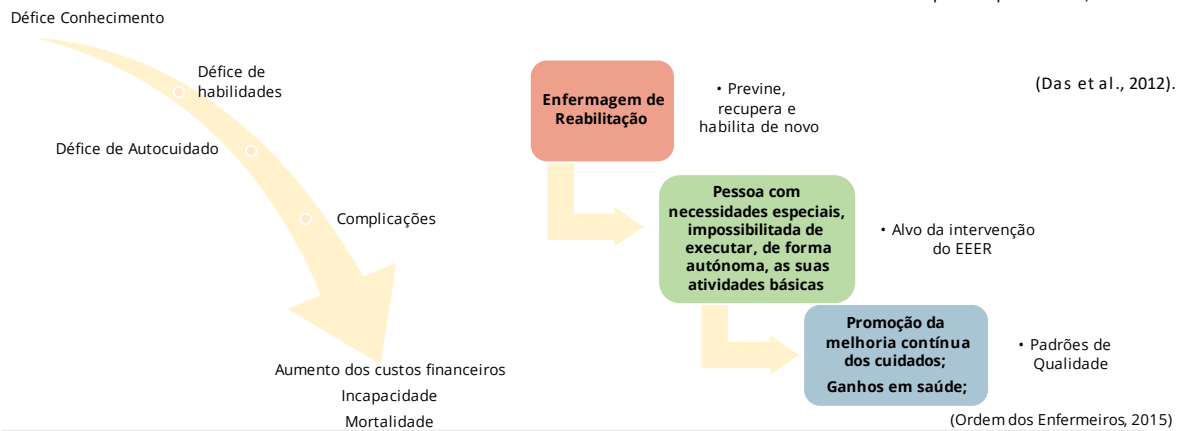 Défice Conhecimento
Défice de
habilidades
Défice de Autocuidado
Complicações
Aumento dos custos financeiros
Incapacidade
Mortalidade
Enfermagem de
Reabilitação
• Previne,
recupera e
habilita de novo
(Das et al., 2012).
Pessoa com
necessidades especiais,
impossibilitada de
executar, de forma
autónoma, as suas
atividades básicas
• Alvo da intervenção
do EEER
Promoção da
melhoria contínua
dos cuidados;
Ganhos em saúde;
• Padrões de
Qualidade
(Ordem dos Enfermeiros, 2015)